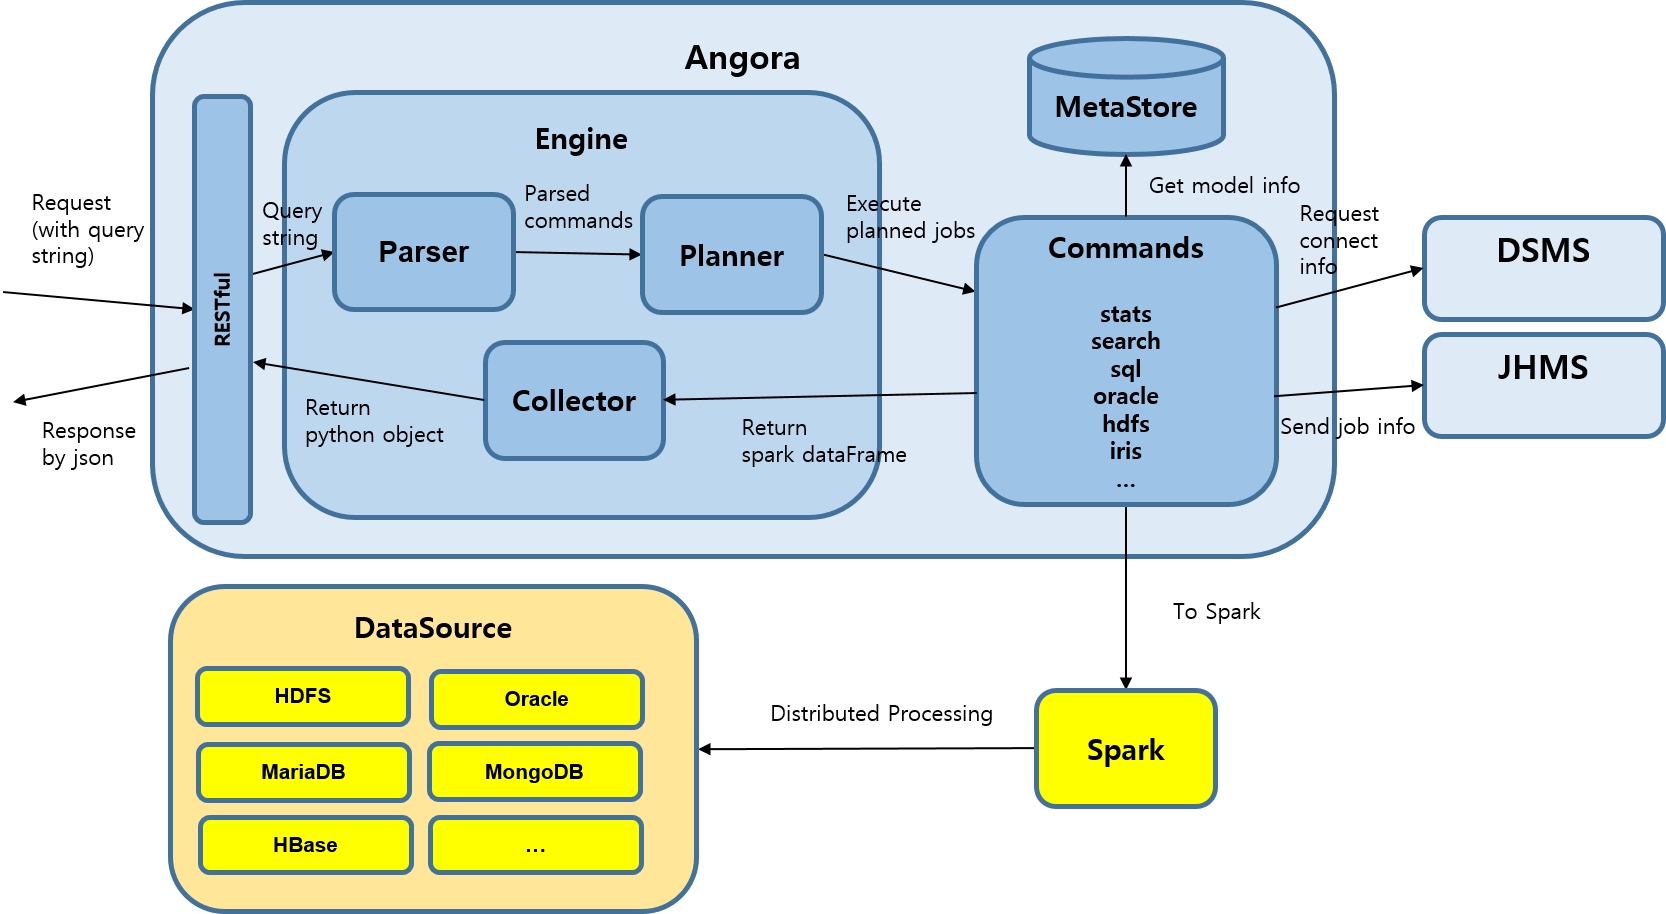 Angora
MetaStore
Engine
Request
(with query
string)
Query
string
Parser
Parsed
commands
Planner
Execute
planned jobs
Get model info
Request
connect
info
Commands
stats
search
sql
oracle
hdfs
iris
...
DSMS
JHMS
Send job info
RESTful
Collector
Return
python object
Return
spark dataFrame
Response
by json
To Spark
DataSource
HDFS
Oracle
MariaDB
MongoDB
HBase
...
Distributed Processing
Spark